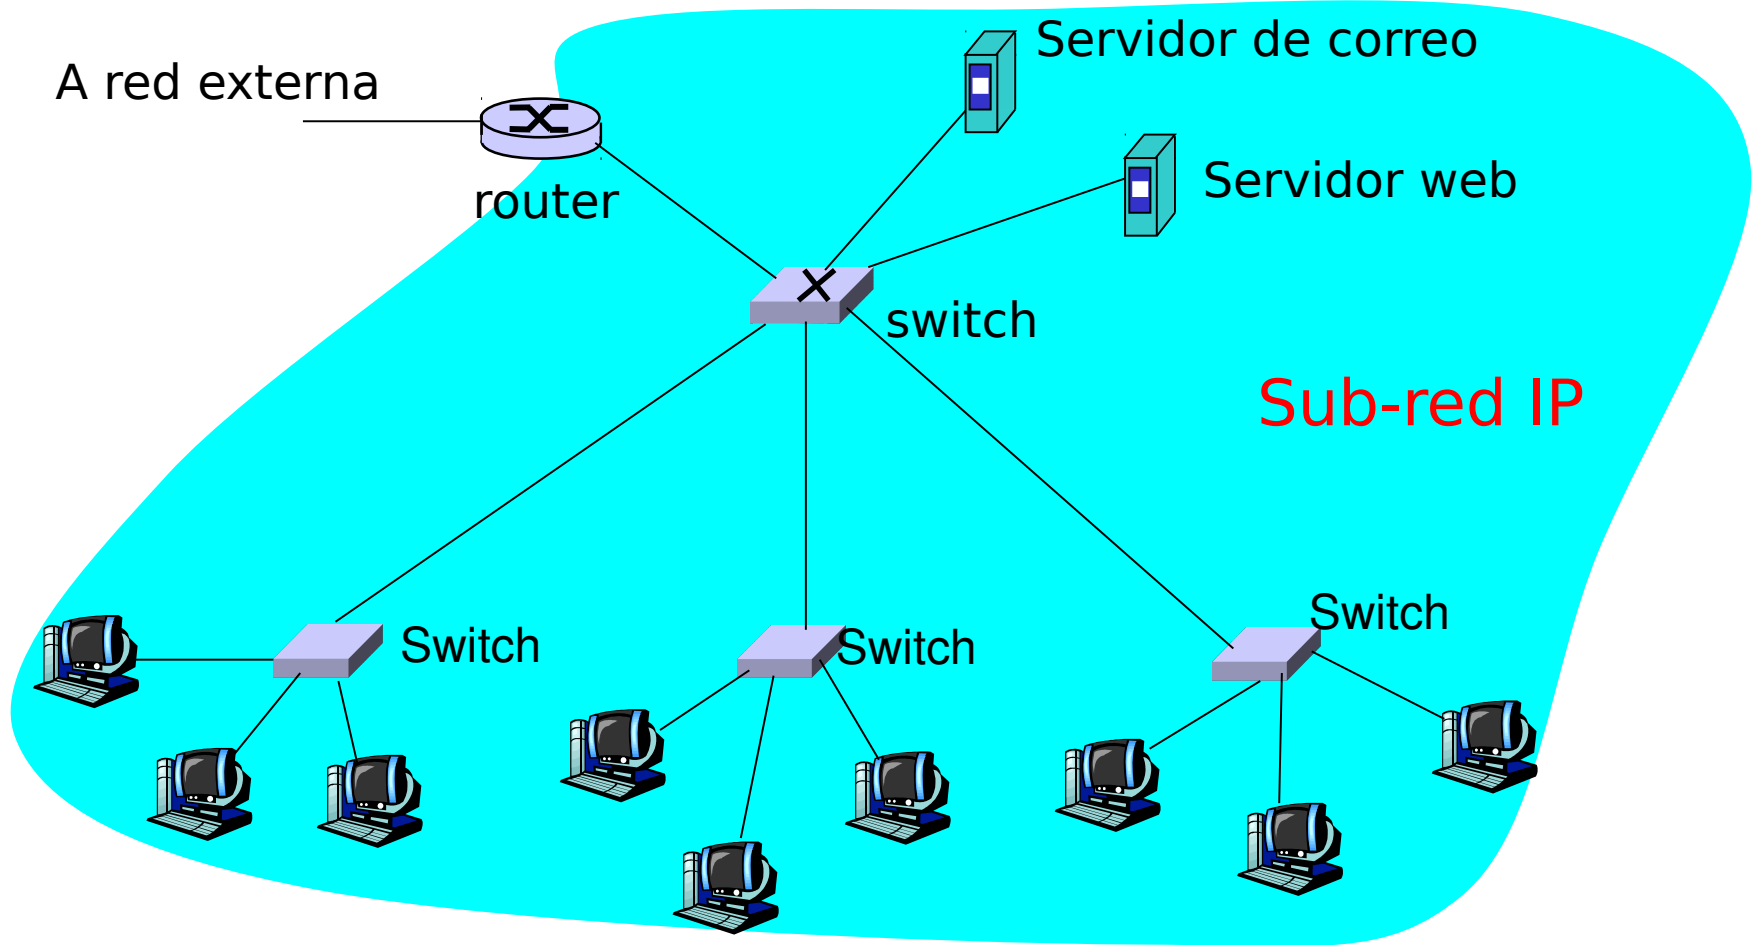 Servidor de correo
A red externa
Servidor web
router
switch
Sub-red IP
Switch
Switch
Switch